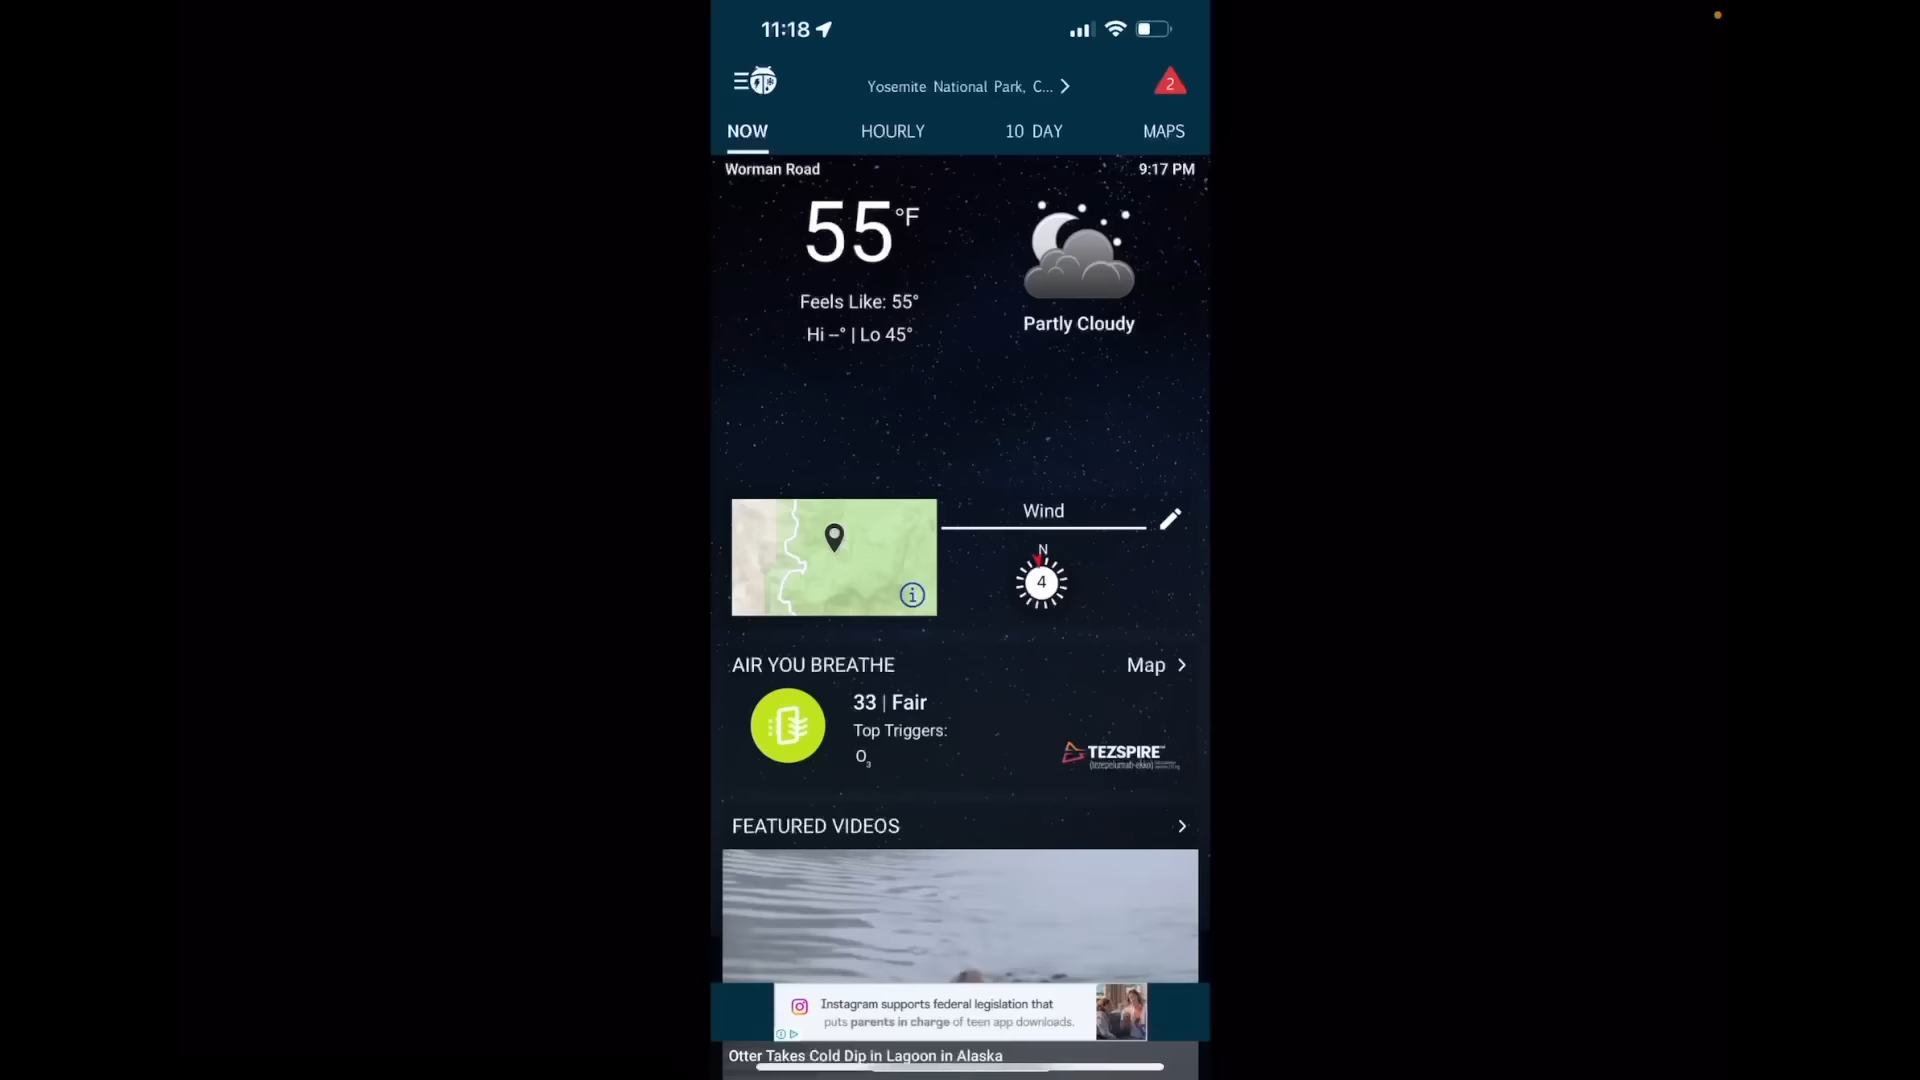 11:18
Yosemite National Park, C...
2
NOW
HOURLY
10 DAY
MAPS
Worman Road
9:17 PM
55°F
Feels Like: 55°
Hi --° | Lo 45°
Partly Cloudy
Wind
N
4
AIR YOU BREATHE
Map
33 | Fair
Top Triggers:
O3
TEZSPIRE
(tezepelumab-ekko)
FEATURED VIDEOS
Instagram supports federal legislation that
puts parents in charge of teen app downloads.
Otter Takes Cold Dip in Lagoon in Alaska